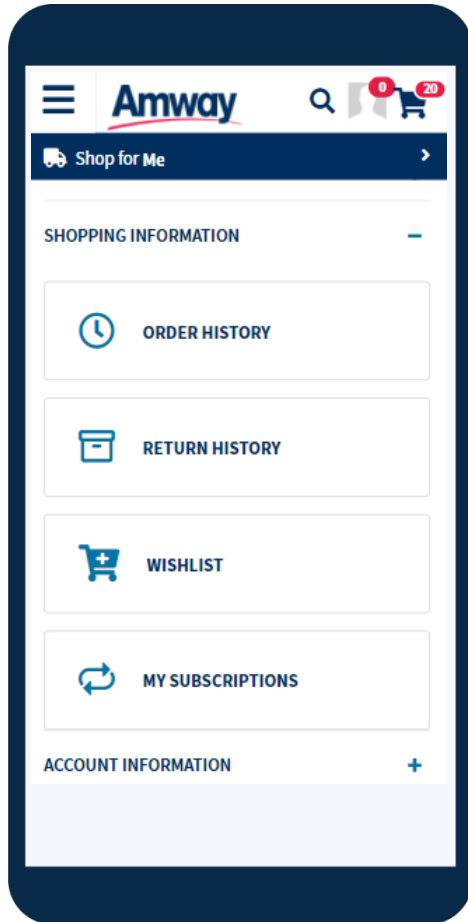 Amway
0
20
Shop for Me
SHOPPING INFORMATION
ORDER HISTORY
RETURN HISTORY
WISHLIST
MY SUBSCRIPTIONS
ACCOUNT INFORMATION